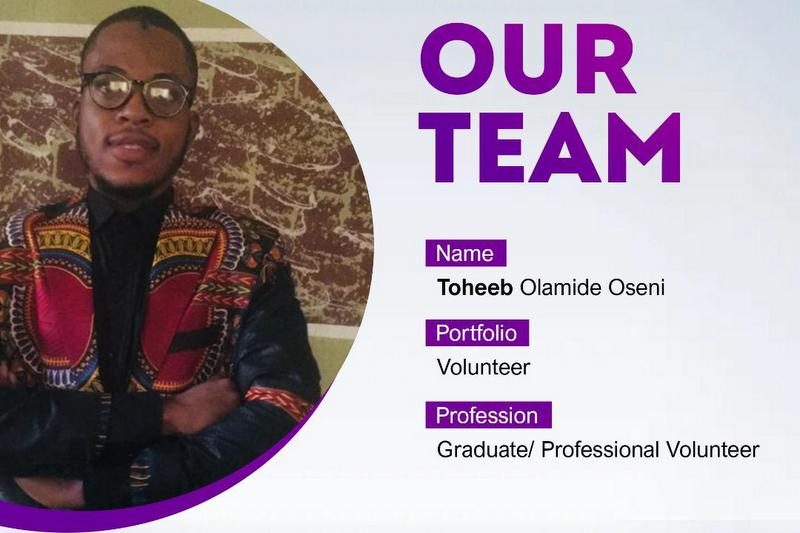 OUR
TEAM
Name
Toheeb Olamide Oseni
Portfolio
Volunteer
Profession
Graduate/ Professional Volunteer